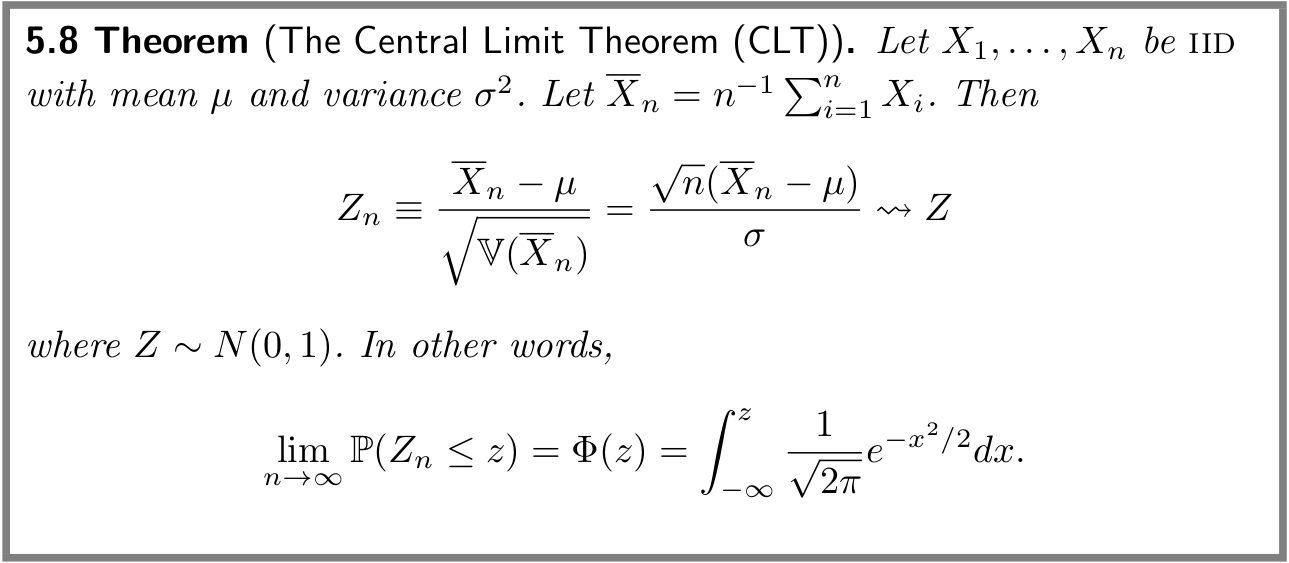 5.8 Theorem (The Central Limit Theorem (CLT)). Let $X_1, \ldots, X_n$ be IID
with mean $\mu$ and variance $\sigma^2$. Let $\overline{X}_n = n^{-1} \sum_{i=1}^{n} X_i$. Then
$Z_n \equiv \frac{\overline{X}_n - \mu}{\sqrt{\mathbb{V}(\overline{X}_n)}} = \frac{\sqrt{n}(\overline{X}_n - \mu)}{\sigma} \rightsquigarrow Z$
where $Z \sim N(0, 1)$. In other words,
$\lim_{n \to \infty} \mathbb{P}(Z_n \leq z) = \Phi(z) = \int_{-\infty}^{z} \frac{1}{\sqrt{2\pi}} e^{-x^2/2} dx.$